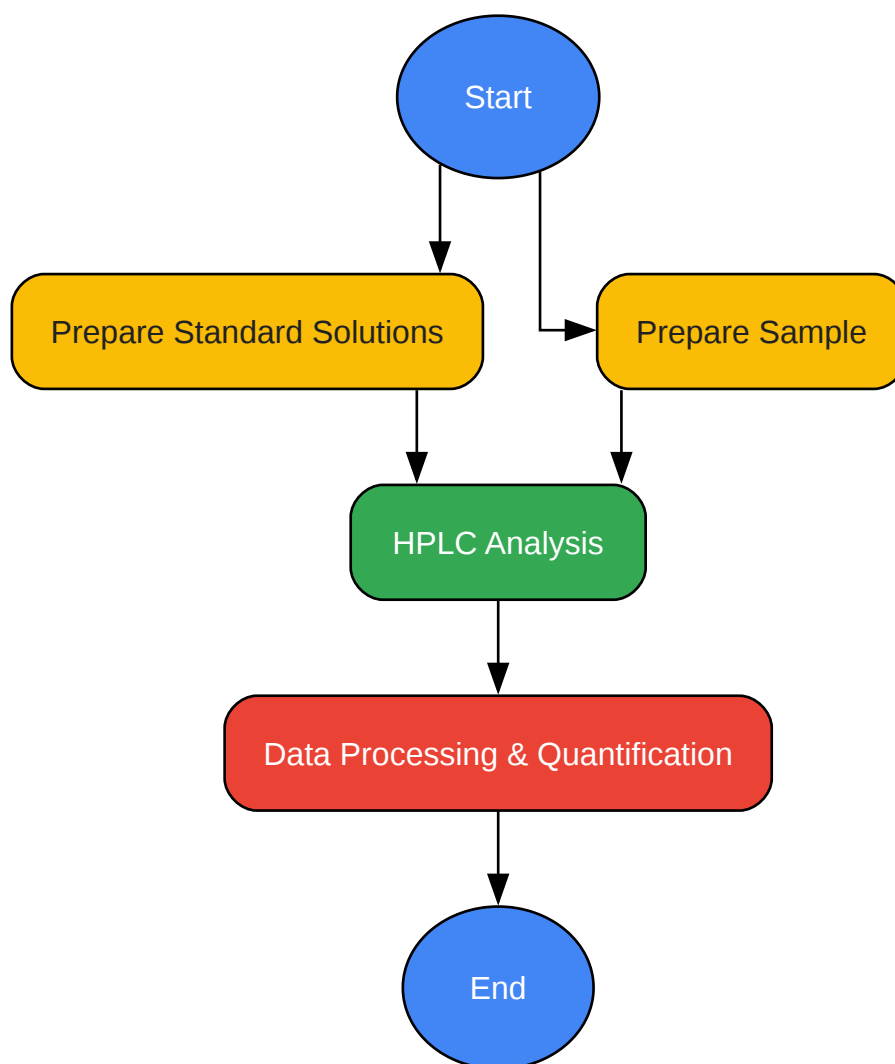 Start
Prepare Standard Solutions
Prepare Sample
HPLC Analysis
Data Processing & Quantification
End